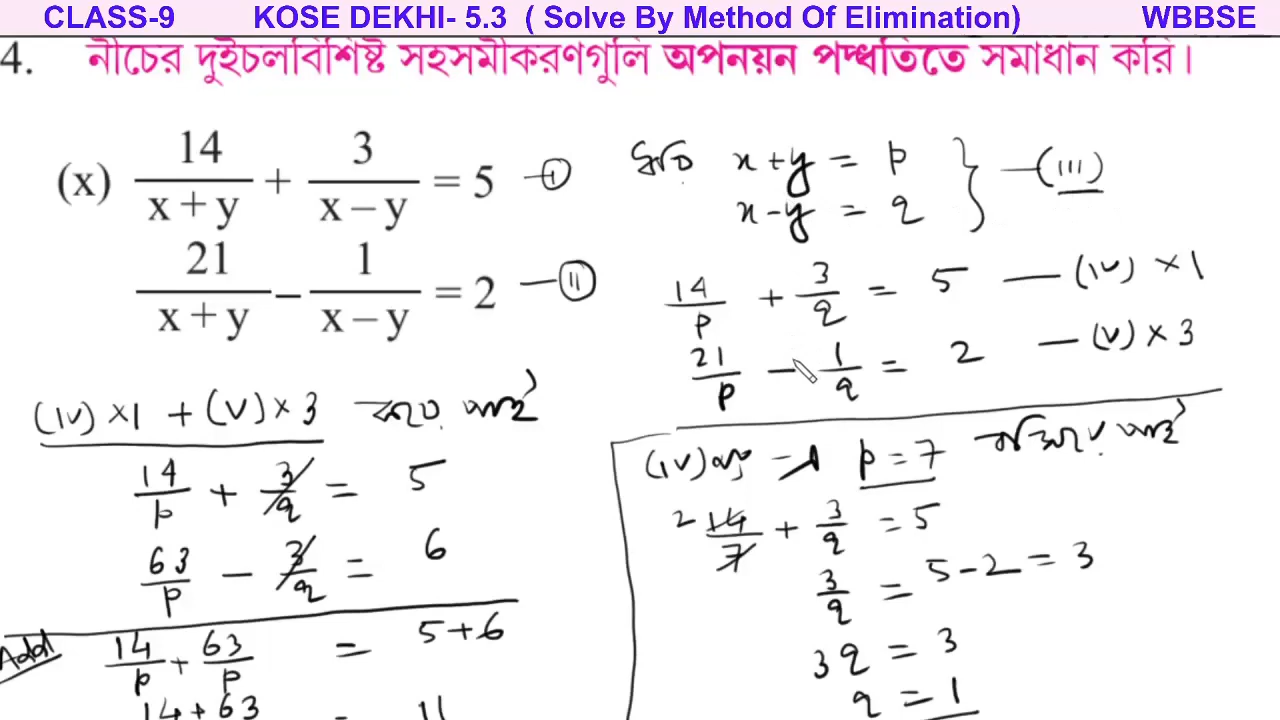 CLASS-9 KOSE DEKHI- 5.3 ( Solve By Method Of Elimination) WBBSE
4. নীচের দুইচলবিশিষ্ট সহসমীকরণগুলি অপনয়ন পদ্ধতিতে সমাধান করি।
(x) 14/(x+y) + 3/(x–y) = 5 — (I)
21/(x+y) – 1/(x–y) = 2 — (II)
(IV) ×1 + (V) × 3
14/p + 3/q = 5
63/p – 3/q = 6
Add 14/p + 63/p = 5+6
14+63 = 11
ধরি x+y = p
x-y = q } — (III)
14/p + 3/q = 5 — (IV) ×1
21/p – 1/q = 2 — (V) × 3
(IV) p = 7
2 14/7 + 3/q = 5
3/q = 5-2 = 3
3q = 3
q = 1